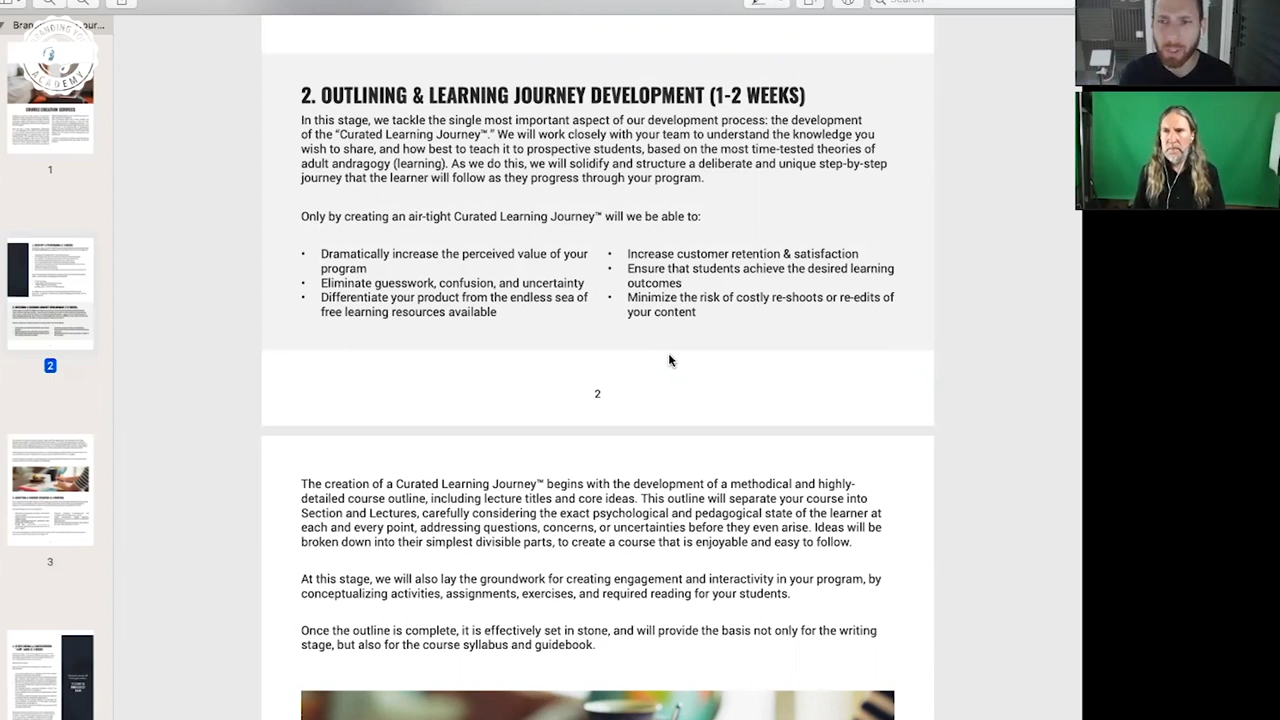 Search
Bran
our...
BRANDING YOU
ACADEMY
COURSE CREATION SERVICES
1
2
3
2. OUTLINING & LEARNING JOURNEY DEVELOPMENT (1-2 WEEKS)
In this stage, we tackle the single most important aspect of our development process: the development
of the "Curated Learning Journey™." We will work closely with your team to understand the knowledge you
wish to share, and how best to teach it to prospective students, based on the most time-tested theories of
adult andragogy (learning). As we do this, we will solidify and structure a deliberate and unique step-by-step
journey that the learner will follow as they progress through your program.
Only by creating an air-tight Curated Learning Journey™ will we be able to:
• Dramatically increase the perceived value of your
program
• Eliminate guesswork, confusion, and uncertainty
• Differentiate your product from the endless sea of
free learning resources available
• Increase customer retention & satisfaction
• Ensure that students achieve the desired learning
outcomes
• Minimize the risk of costly re-shoots or re-edits of
your content
2
The creation of a Curated Learning Journey™ begins with the development of a methodical and highly-
detailed course outline, including lecture titles and core ideas. This outline will delineate your course into
Section and Lectures, carefully considering the exact psychological and pedagogical state of the learner at
each and every point, addressing questions, concerns, or uncertainties before they even arise. Ideas will be
broken down into their simplest divisible parts, to create a course that is enjoyable and easy to follow.
At this stage, we will also lay the groundwork for creating engagement and interactivity in your program, by
conceptualizing activities, assignments, exercises, and required reading for your students.
Once the outline is complete, it is effectively set in stone, and will provide the basis not only for the writing
stage, but also for the course syllabus and guidebook.